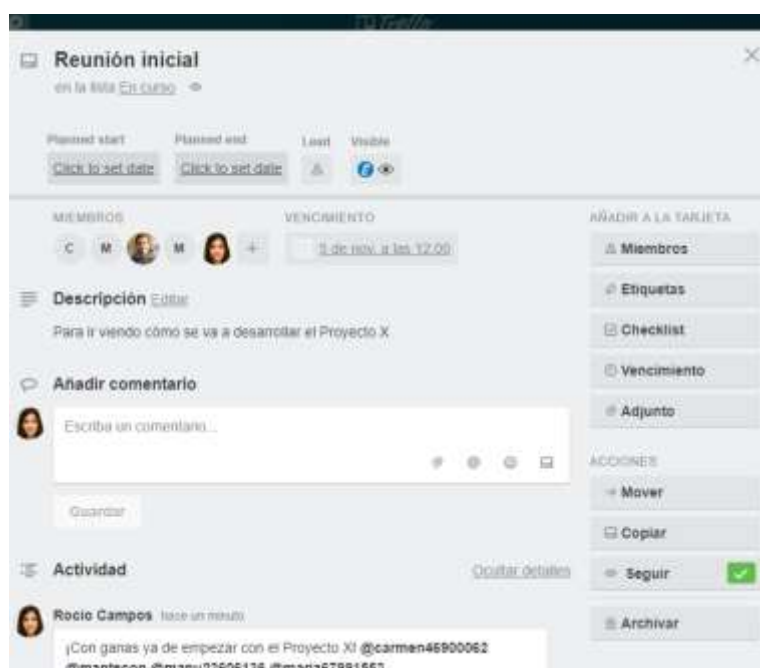 Trello
Reunión inicial
en la lista En curso
Planned start Planned end Lead Visible
Click to set date Click to set date
MIEMBROS VENCIMIENTO AÑADIR A LA TARJETA
C M M + 5 de nov. a las 12:00 Miembros
Descripción Editar Etiquetas
Para ir viendo cómo se va a desarrollar el Proyecto X Checklist
Añadir comentario Vencimiento
Escriba un comentario... Adjunto
ACCIONES
Guardar Mover
Copiar
Actividad Ocultar detalles Seguir
Rocio Campos hace un minuto Archivar
¡Con ganas ya de empezar con el Proyecto X! @carmen46900062